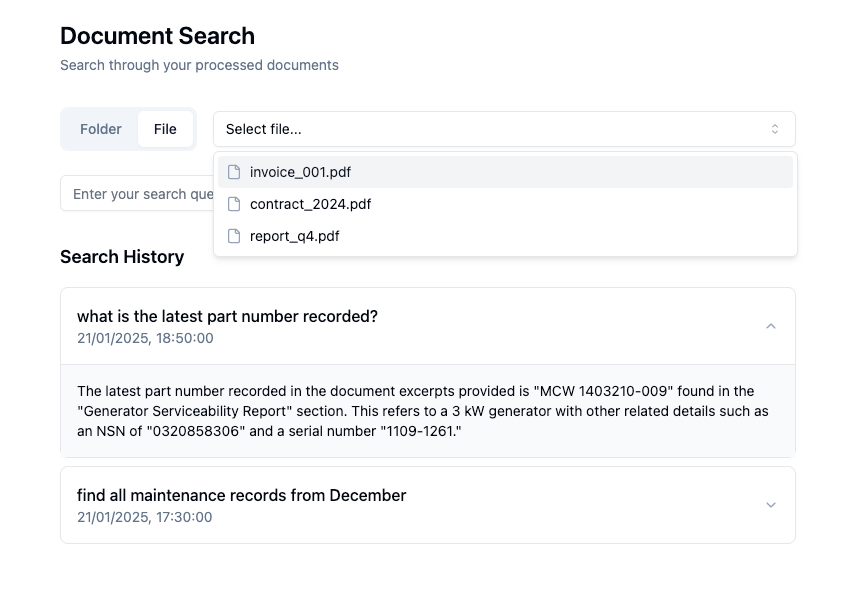 Document Search
Search through your processed documents
Folder
File
Select file...
invoice_001.pdf
contract_2024.pdf
report_q4.pdf
Enter your search que
Search History
what is the latest part number recorded?
21/01/2025, 18:50:00
The latest part number recorded in the document excerpts provided is "MCW 1403210-009" found in the
"Generator Serviceability Report" section. This refers to a 3 kW generator with other related details such as
an NSN of "0320858306" and a serial number "1109-1261."
find all maintenance records from December
21/01/2025, 17:30:00